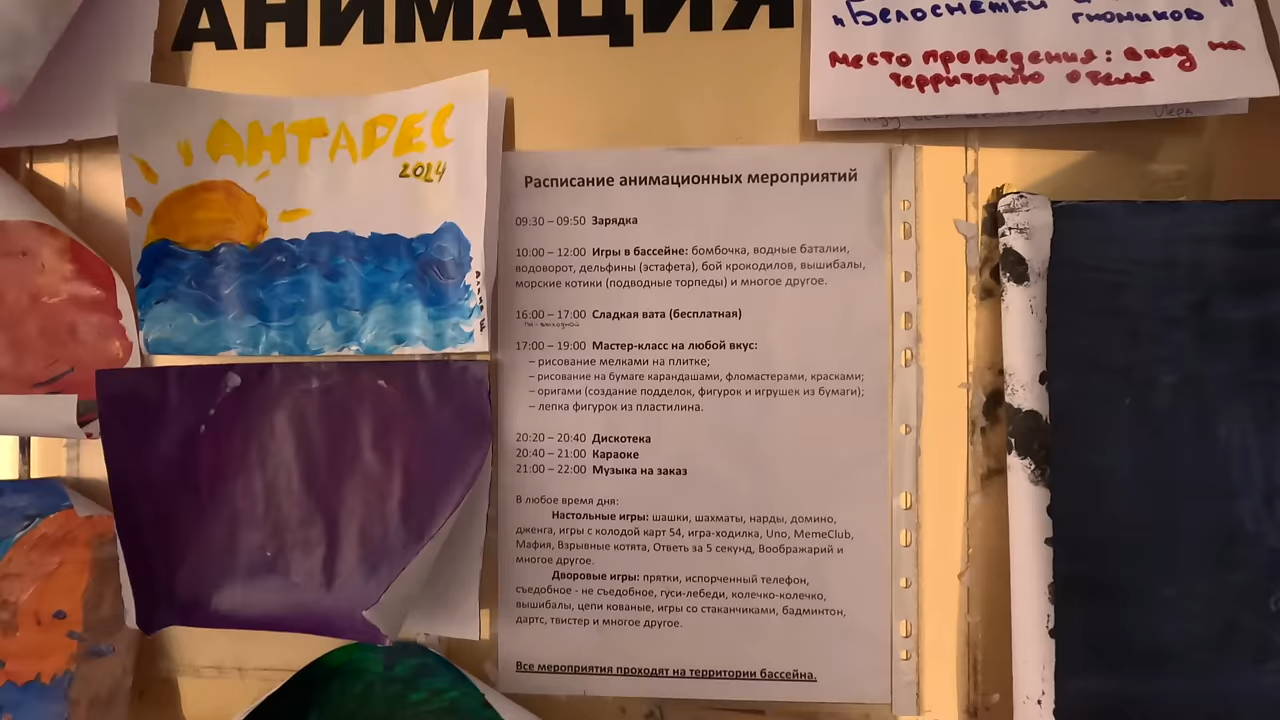 АНИМАЦИЯ
"Белоснежки
гномиков"
место проведения: вход на
территорию отеля
АНТАРЕС
2024
Расписание анимационных мероприятий
09:30 – 09:50 Зарядка
10:00 – 12:00 Игры в бассейне: бомбочка, водные баталии,
водоворот, дельфины (эстафета), бой крокодилов, вышибалы,
морские котики (подводные торпеды) и многое другое.
16:00 – 17:00 Сладкая вата (бесплатная)
пн - выходной
17:00 – 19:00 Мастер-класс на любой вкус:
– рисование мелками на плитке;
– рисование на бумаге карандашами, фломастерами, красками;
– оригами (создание подделок, фигурок и игрушек из бумаги);
– лепка фигурок из пластилина.
20:20 – 20:40 Дискотека
20:40 – 21:00 Караоке
21:00 – 22:00 Музыка на заказ
В любое время дня:
Настольные игры: шашки, шахматы, нарды, домино,
дженга, игры с колодой карт 54, игра-ходилка, Uno, MemeClub,
Мафия, Взрывные котята, Ответь за 5 секунд, Воображарий и
многое другое.
Дворовые игры: прятки, испорченный телефон,
съедобное - не съедобное, гуси-лебеди, колечко-колечко,
вышибалы, цепи кованые, игры со стаканчиками, бадминтон,
дартс, твистер и многое другое.
Все мероприятия проходят на территории бассейна.